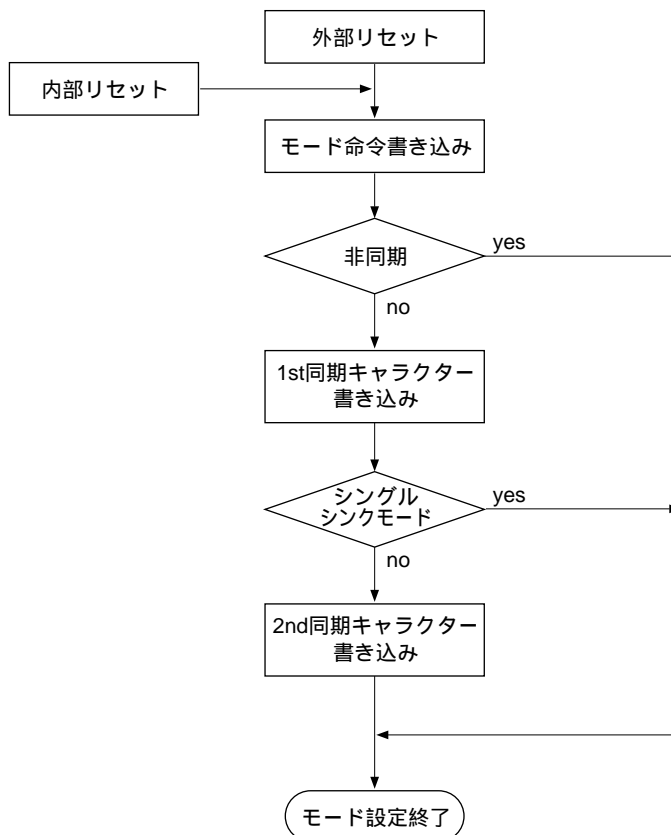 外部リセット
内部リセット
モード命令書き込み
非同期
yes
no
1st同期キャラクター
書き込み
シングル
シンクモード
yes
no
2nd同期キャラクター
書き込み
モード設定終了